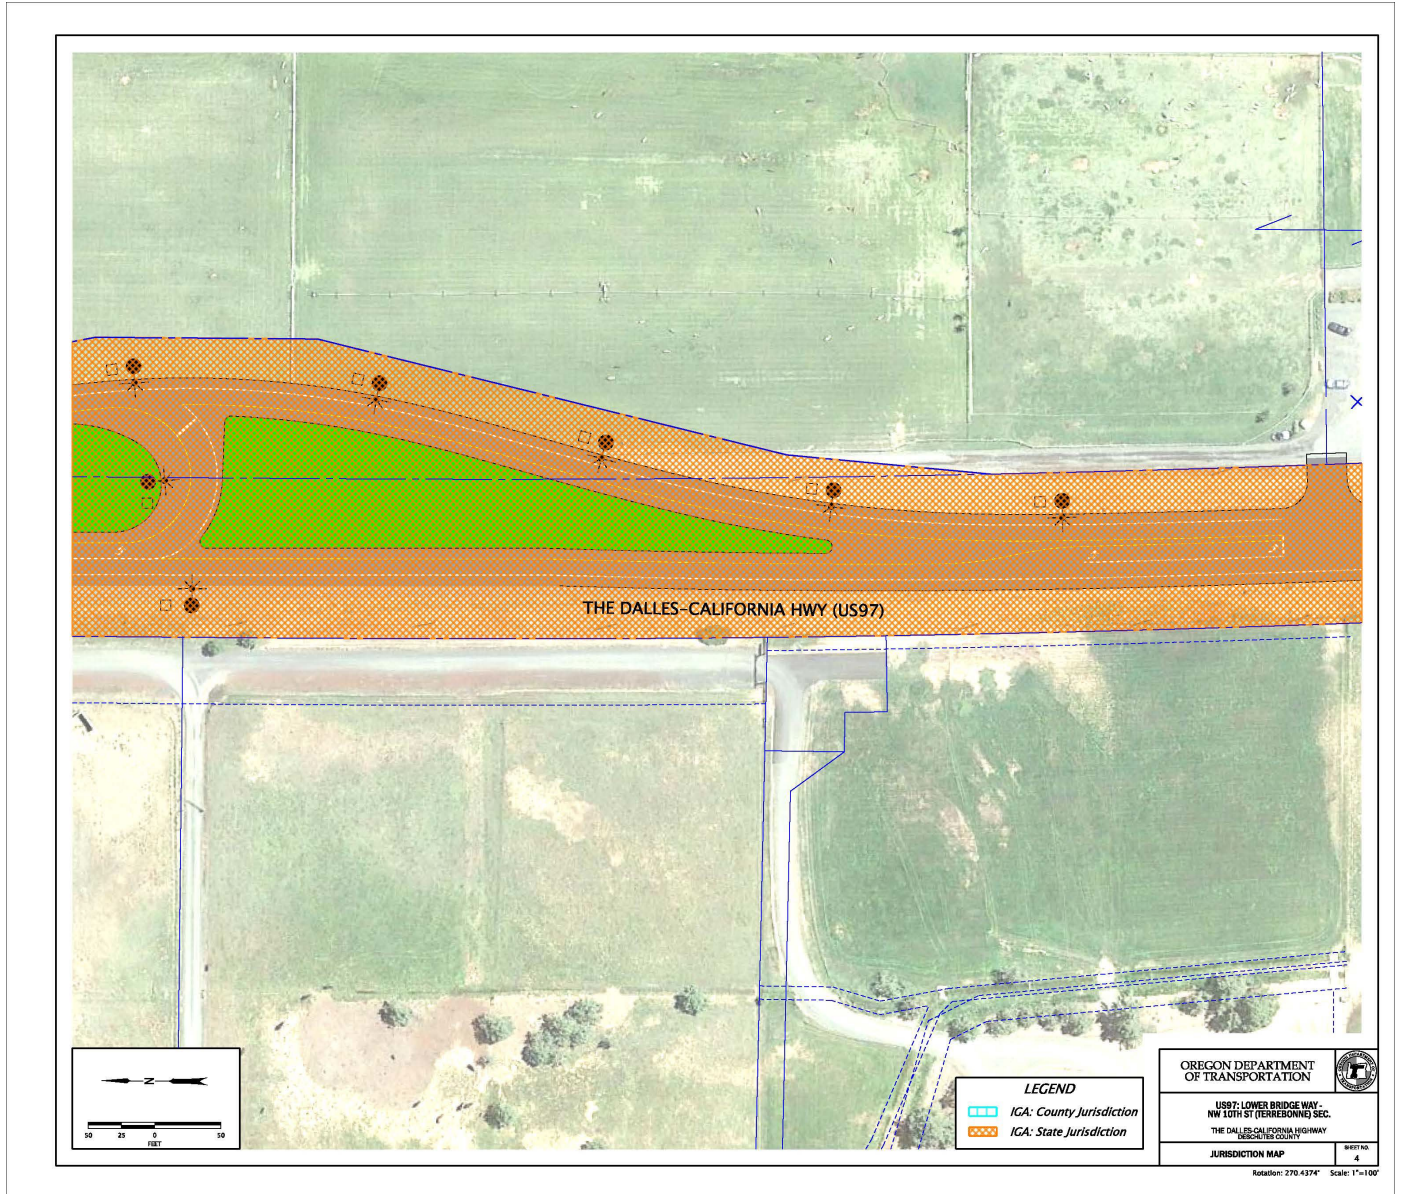 THE DALLES-CALIFORNIA HWY (US97)
N
50 25 0 50
FEET
LEGEND
IGA: County Jurisdiction
IGA: State Jurisdiction
OREGON DEPARTMENT
OF TRANSPORTATION
US97: LOWER BRIDGE WAY -
NW 10TH ST (TERREBONNE) SEC.
THE DALLES-CALIFORNIA HIGHWAY
DESCHUTES COUNTY
JURISDICTION MAP
SHEET NO.
4
Rotation: 270.4374° Scale: 1"=100'